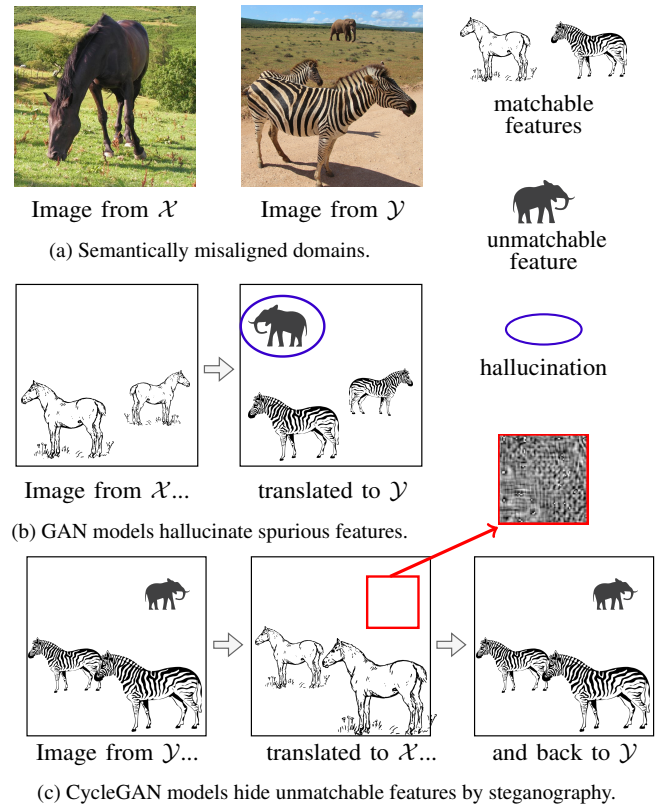 matchable
features
Image from 𝒳
Image from 𝒴
(a) Semantically misaligned domains.
unmatchable
feature
hallucination
Image from 𝒳...
translated to 𝒴
(b) GAN models hallucinate spurious features.
Image from 𝒴...
translated to 𝒳...
and back to 𝒴
(c) CycleGAN models hide unmatchable features by steganography.